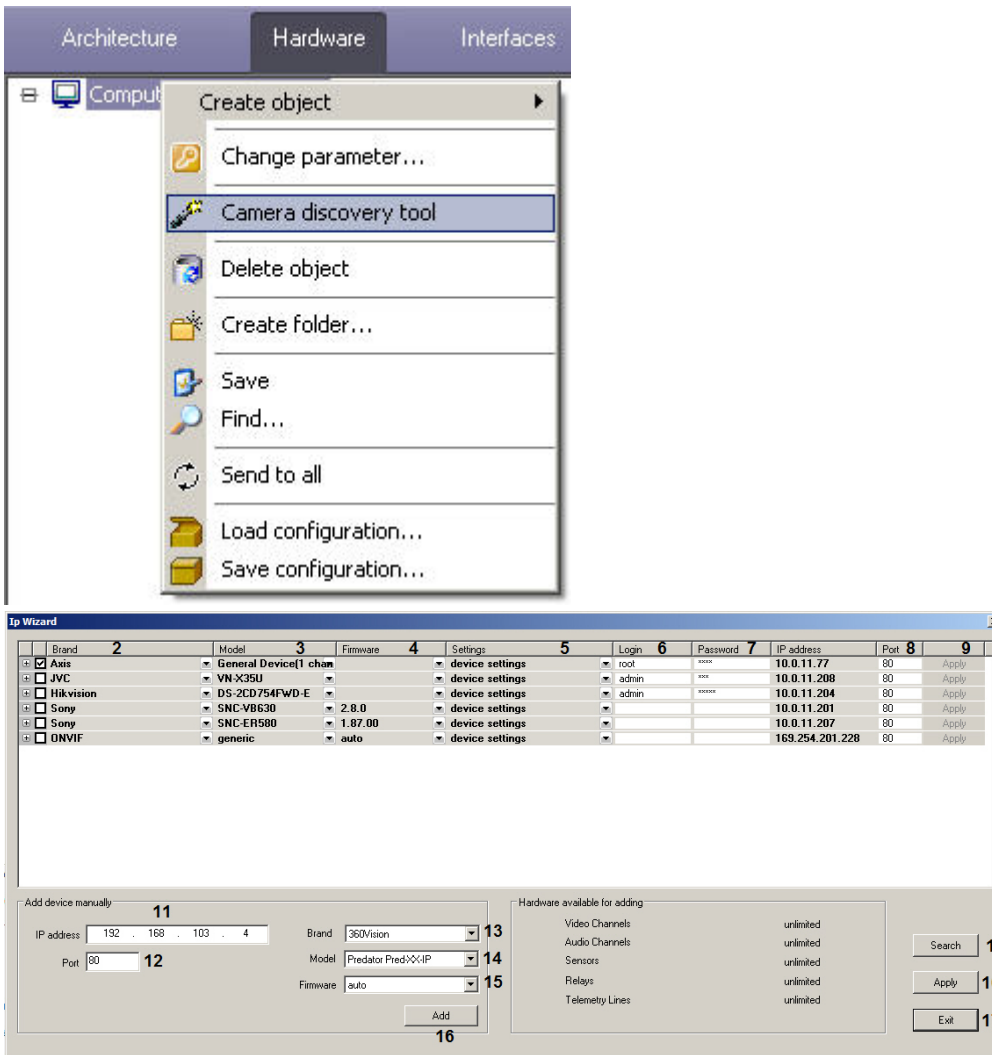 Architecture Hardware Interfaces
Comput
Create object
Change parameter...
Camera discovery tool
Delete object
Create folder...
Save
Find...
Send to all
Load configuration...
Save configuration...
Ip Wizard
Brand 2 Model 3 Firmware 4 Settings 5 Login 6 Password 7 IP address Port 8 9
Axis General Device(1 chan device settings root **** 10.0.11.77 80 Apply
JVC VN-X35U device settings admin *** 10.0.11.208 80 Apply
Hikvision DS-2CD754FWD-E device settings admin ***** 10.0.11.204 80 Apply
Sony SNC-VB630 2.8.0 device settings 10.0.11.201 80 Apply
Sony SNC-ER580 1.87.00 device settings 10.0.11.207 80 Apply
ONVIF generic auto device settings 169.254.201.228 80 Apply
Add device manually
11
IP address 192 . 168 . 103 . 4
Port 80 12
Brand 360Vision 13
Model Predator Pred-XX-IP 14
Firmware auto 15
Add
16
Hardware available for adding
Video Channels unlimited
Audio Channels unlimited
Sensors unlimited
Relays unlimited
Telemetry Lines unlimited
Search
Apply
Exit